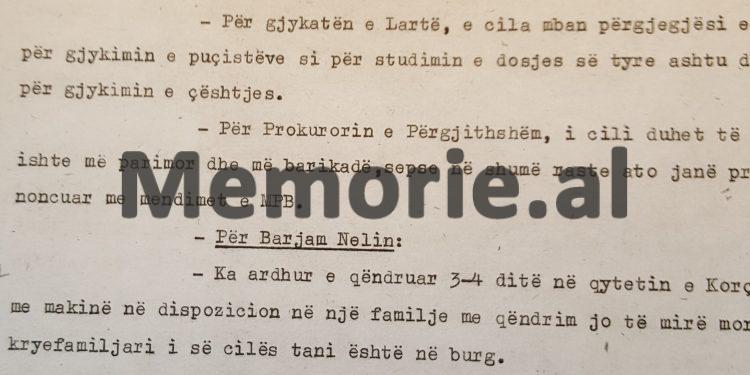 - Për gjykatën e Lartë, e cila mban përgjegjësi e
për gjykimin e puçistëve si për studimin e dosjes së tyre ashtu d
për gjykimin e çështjes.
- Për Prokurorin e Përgjithshëm, i cili duhet të
ishte më parimor dhe më barikadë,sepse në shumë raste ato janë pr
noncuar me mendimet e MPB.
Memorie.al
- Për Barjam Nelin:
- Ka ardhur e qëndruar 3-4 ditë në qytetin e Korç
me makinë në dispozicion në një familje me qëndrim jo të mirë mor
kryefamiljari i së cilës tani është në burg.